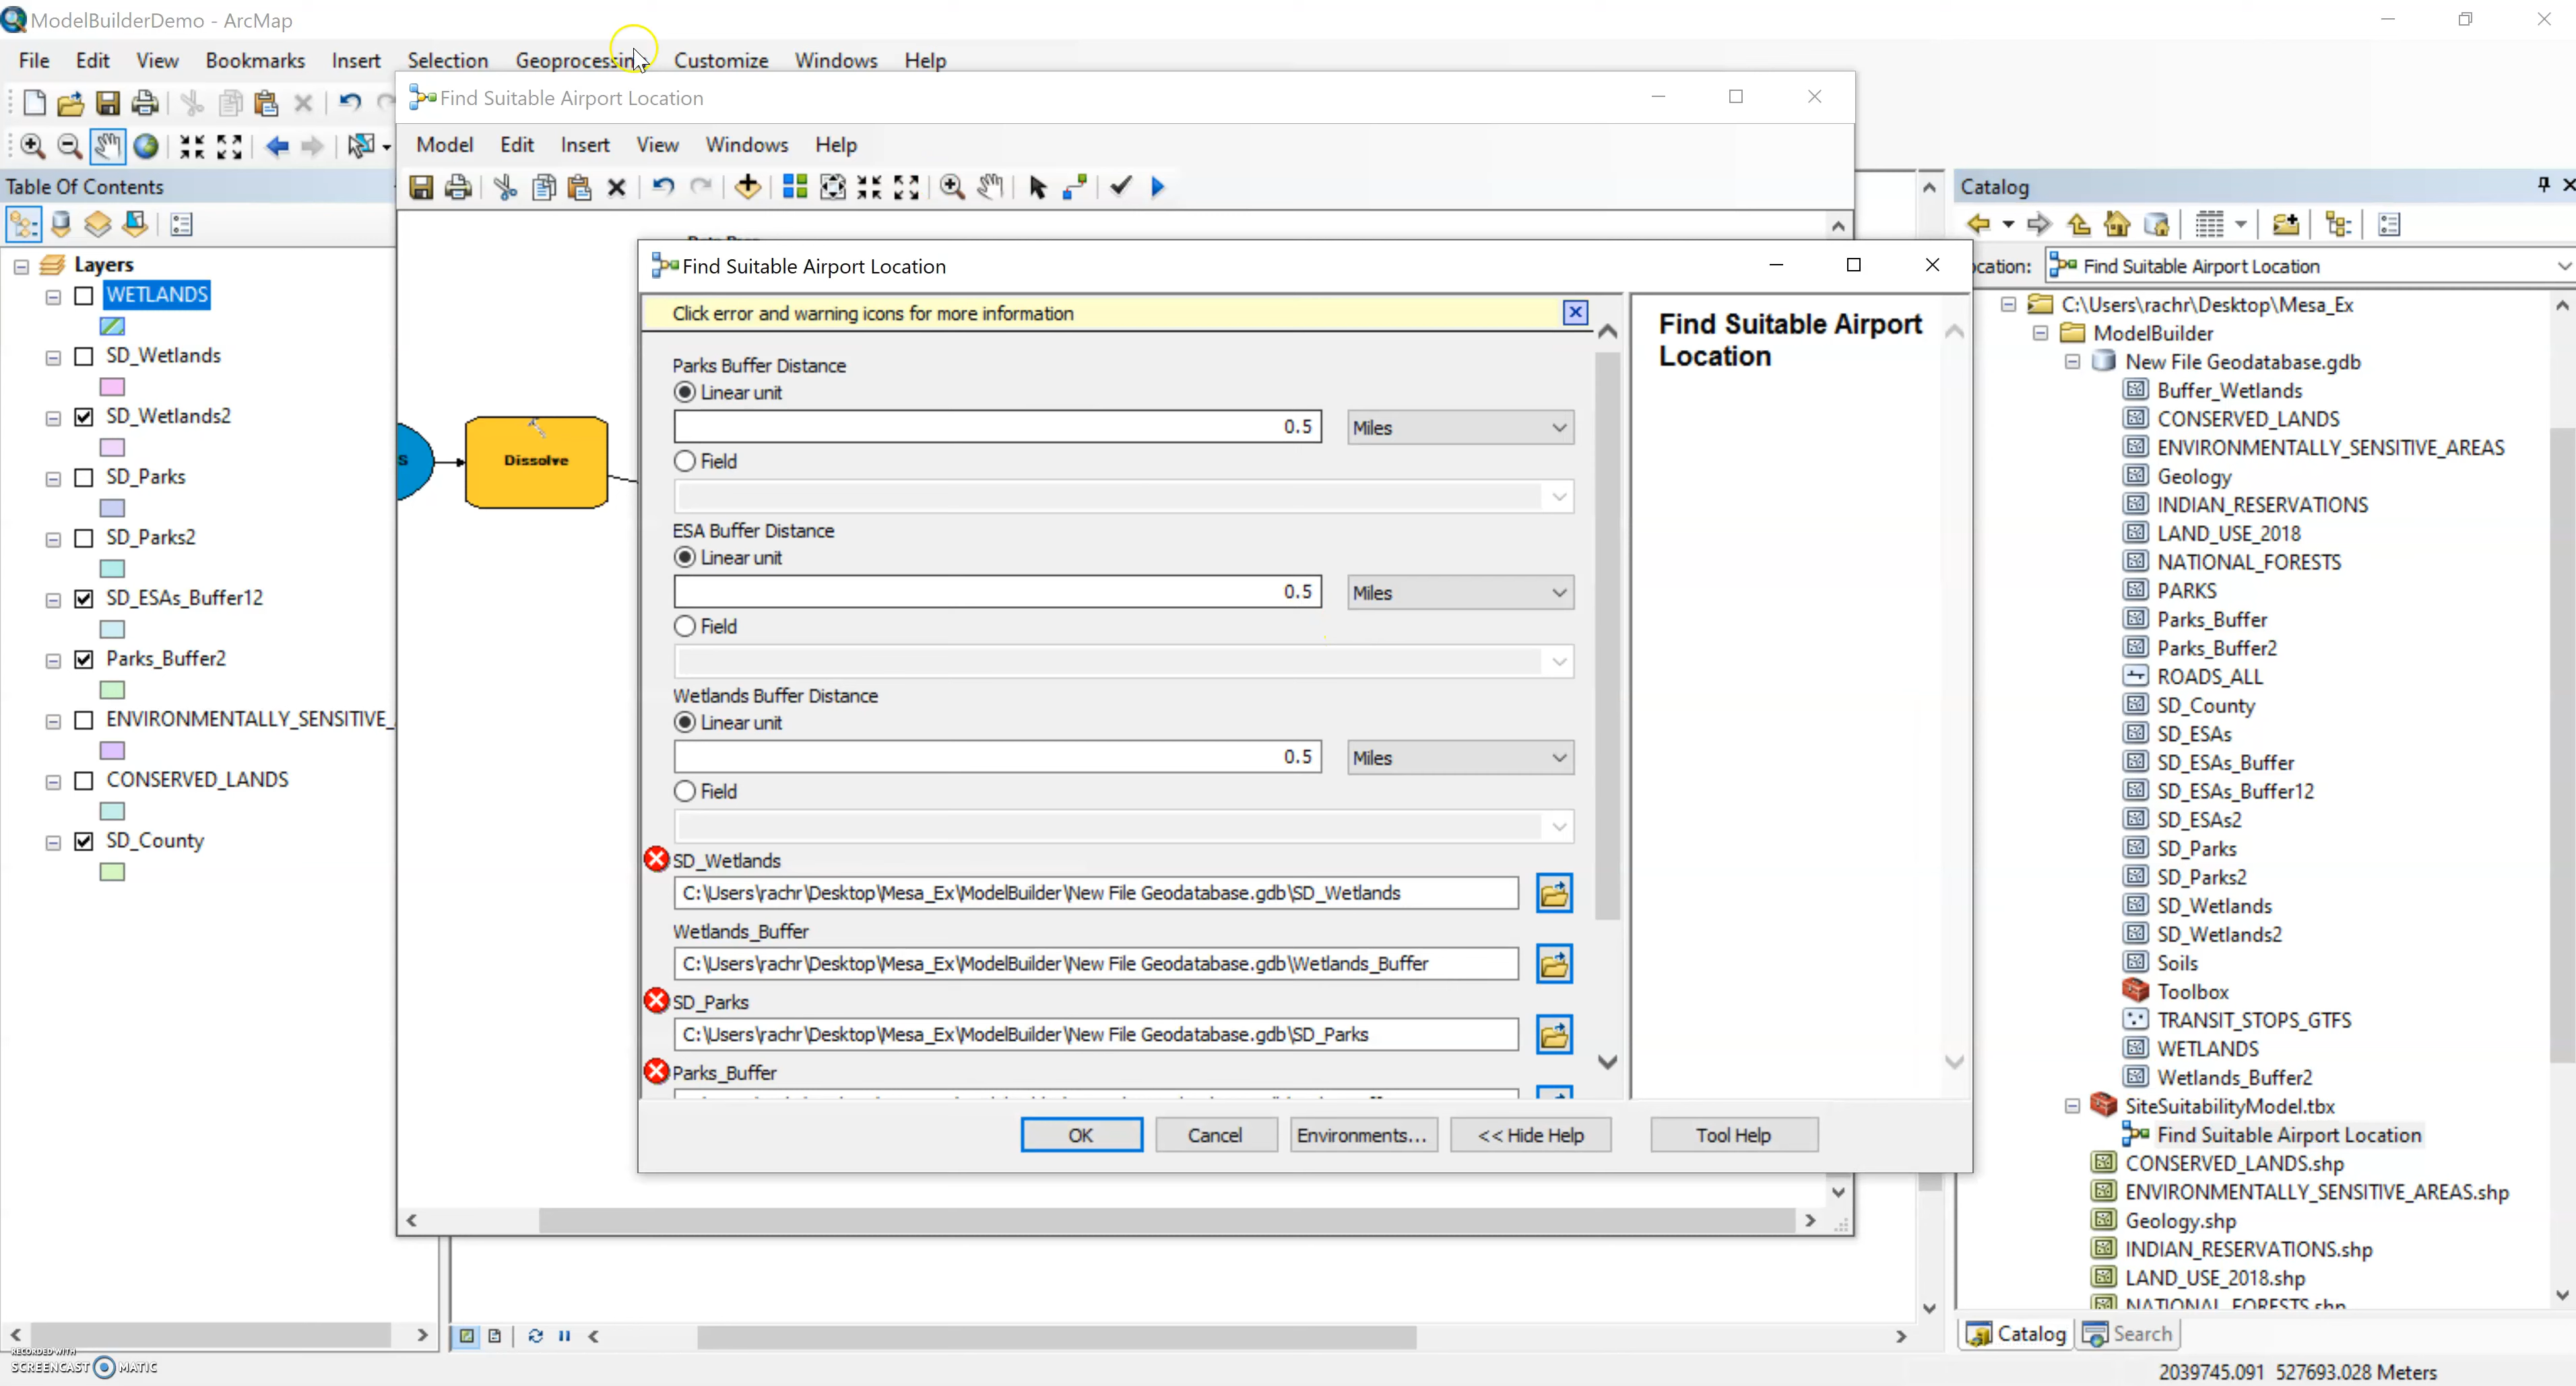 ModelBuilderDemo - ArcMap
File Edit View Bookmarks Insert Selection Geoprocessing Customize Windows Help
Find Suitable Airport Location
Model Edit Insert View Windows Help
Table Of Contents
Layers
WETLANDS
SD_Wetlands
SD_Wetlands2
SD_Parks
SD_Parks2
SD_ESAs_Buffer12
Parks_Buffer2
ENVIRONMENTALLY_SENSITIVE_
CONSERVED_LANDS
SD_County
S
Dissolve
Find Suitable Airport Location
Click error and warning icons for more information
Parks Buffer Distance
Linear unit
0.5 Miles
Field
ESA Buffer Distance
Linear unit
0.5 Miles
Field
Wetlands Buffer Distance
Linear unit
0.5 Miles
Field
SD_Wetlands
C:\Users\rachr\Desktop\Mesa_Ex\ModelBuilder\New File Geodatabase.gdb\SD_Wetlands
Wetlands_Buffer
C:\Users\rachr\Desktop\Mesa_Ex\ModelBuilder\New File Geodatabase.gdb\Wetlands_Buffer
SD_Parks
C:\Users\rachr\Desktop\Mesa_Ex\ModelBuilder\New File Geodatabase.gdb\SD_Parks
Parks_Buffer
OK Cancel Environments... << Hide Help Tool Help
Find Suitable Airport
Location
Catalog
ocation: Find Suitable Airport Location
C:\Users\rachr\Desktop\Mesa_Ex
ModelBuilder
New File Geodatabase.gdb
Buffer_Wetlands
CONSERVED_LANDS
ENVIRONMENTALLY_SENSITIVE_AREAS
Geology
INDIAN_RESERVATIONS
LAND_USE_2018
NATIONAL_FORESTS
PARKS
Parks_Buffer
Parks_Buffer2
ROADS_ALL
SD_County
SD_ESAs
SD_ESAs_Buffer
SD_ESAs_Buffer12
SD_ESAs2
SD_Parks
SD_Parks2
SD_Wetlands
SD_Wetlands2
Soils
Toolbox
TRANSIT_STOPS_GTFS
WETLANDS
Wetlands_Buffer2
SiteSuitabilityModel.tbx
Find Suitable Airport Location
CONSERVED_LANDS.shp
ENVIRONMENTALLY_SENSITIVE_AREAS.shp
Geology.shp
INDIAN_RESERVATIONS.shp
LAND_USE_2018.shp
NATIONAL_FORESTS.shp
Catalog Search
RECORDED WITH
SCREENCAST MATIC
2039745.091 527693.028 Meters